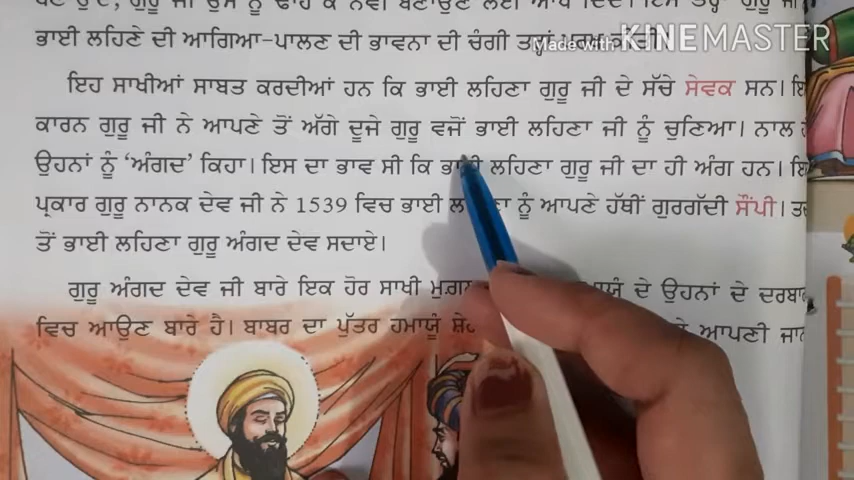 ਭਾਈ ਲਹਿਣੇ ਦੀ ਆਗਿਆ-ਪਾਲਣ ਦੀ ਭਾਵਨਾ ਦੀ ਚੰਗੀ ਤਰ੍ਹਾਂ
Made with KINEMASTER
ਇਹ ਸਾਖੀਆਂ ਸਾਬਤ ਕਰਦੀਆਂ ਹਨ ਕਿ ਭਾਈ ਲਹਿਣਾ ਗੁਰੂ ਜੀ ਦੇ ਸੱਚੇ ਸੇਵਕ ਸਨ।
ਕਾਰਨ ਗੁਰੂ ਜੀ ਨੇ ਆਪਣੇ ਤੋਂ ਅੱਗੇ ਦੂਜੇ ਗੁਰੂ ਵਜੋਂ ਭਾਈ ਲਹਿਣਾ ਜੀ ਨੂੰ ਚੁਣਿਆ। ਨਾਲ
ਉਹਨਾਂ ਨੂੰ ‘ਅੰਗਦ’ ਕਿਹਾ। ਇਸ ਦਾ ਭਾਵ ਸੀ ਕਿ ਭਾਈ ਲਹਿਣਾ ਗੁਰੂ ਜੀ ਦਾ ਹੀ ਅੰਗ ਹਨ।
ਪ੍ਰਕਾਰ ਗੁਰੂ ਨਾਨਕ ਦੇਵ ਜੀ ਨੇ 1539 ਵਿਚ ਭਾਈ ਨੂੰ ਆਪਣੇ ਹੱਥੀਂ ਗੁਰਗੱਦੀ ਸੌਂਪੀ।
ਤੋਂ ਭਾਈ ਲਹਿਣਾ ਗੁਰੂ ਅੰਗਦ ਦੇਵ ਸਦਾਏ।
ਗੁਰੂ ਅੰਗਦ ਦੇਵ ਜੀ ਬਾਰੇ ਇਕ ਹੋਰ ਸਾਖੀ ਦੇ ਉਹਨਾਂ ਦੇ
ਵਿਚ ਆਉਣ ਬਾਰੇ ਹੈ। ਬਾਬਰ ਦਾ ਪੁੱਤਰ ਹਮਾਯੂੰ ਆਪਣੀ